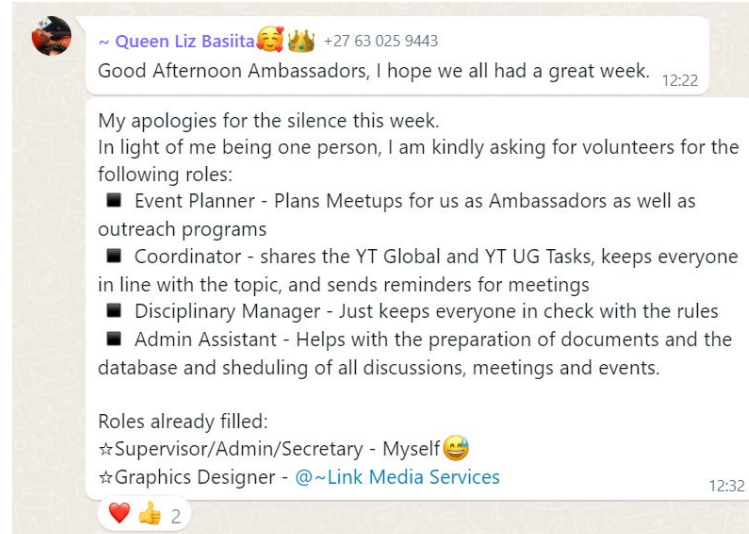 ~ Queen Liz Basiita🥰👑 +27 63 025 9443
Good Afternoon Ambassadors, I hope we all had a great week. 12:22
My apologies for the silence this week.
In light of me being one person, I am kindly asking for volunteers for the
following roles:
◾ Event Planner - Plans Meetups for us as Ambassadors as well as
outreach programs
◾ Coordinator - shares the YT Global and YT UG Tasks, keeps everyone
in line with the topic, and sends reminders for meetings
◾ Disciplinary Manager - Just keeps everyone in check with the rules
◾ Admin Assistant - Helps with the preparation of documents and the
database and sheduling of all discussions, meetings and events.
Roles already filled:
☆Supervisor/Admin/Secretary - Myself😅
☆Graphics Designer - @~Link Media Services 12:32
❤️👍 2